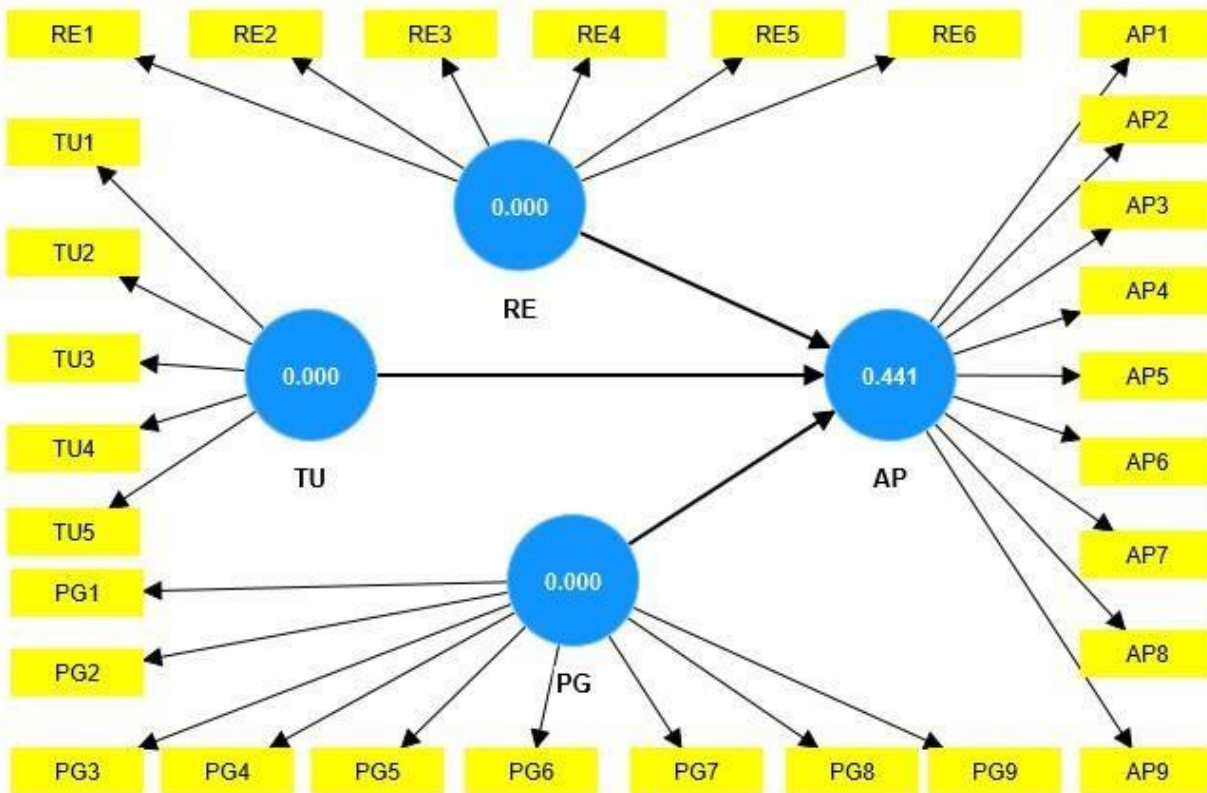 RE1
RE2
RE3
RE4
RE5
RE6
AP1
TU1
AP2
AP3
0.000
TU2
AP4
RE
TU3
0.000
0.441
AP5
TU4
AP6
TU
AP
TU5
AP7
PG1
0.000
AP8
PG2
PG
PG3
PG4
PG5
PG6
PG7
PG8
PG9
AP9